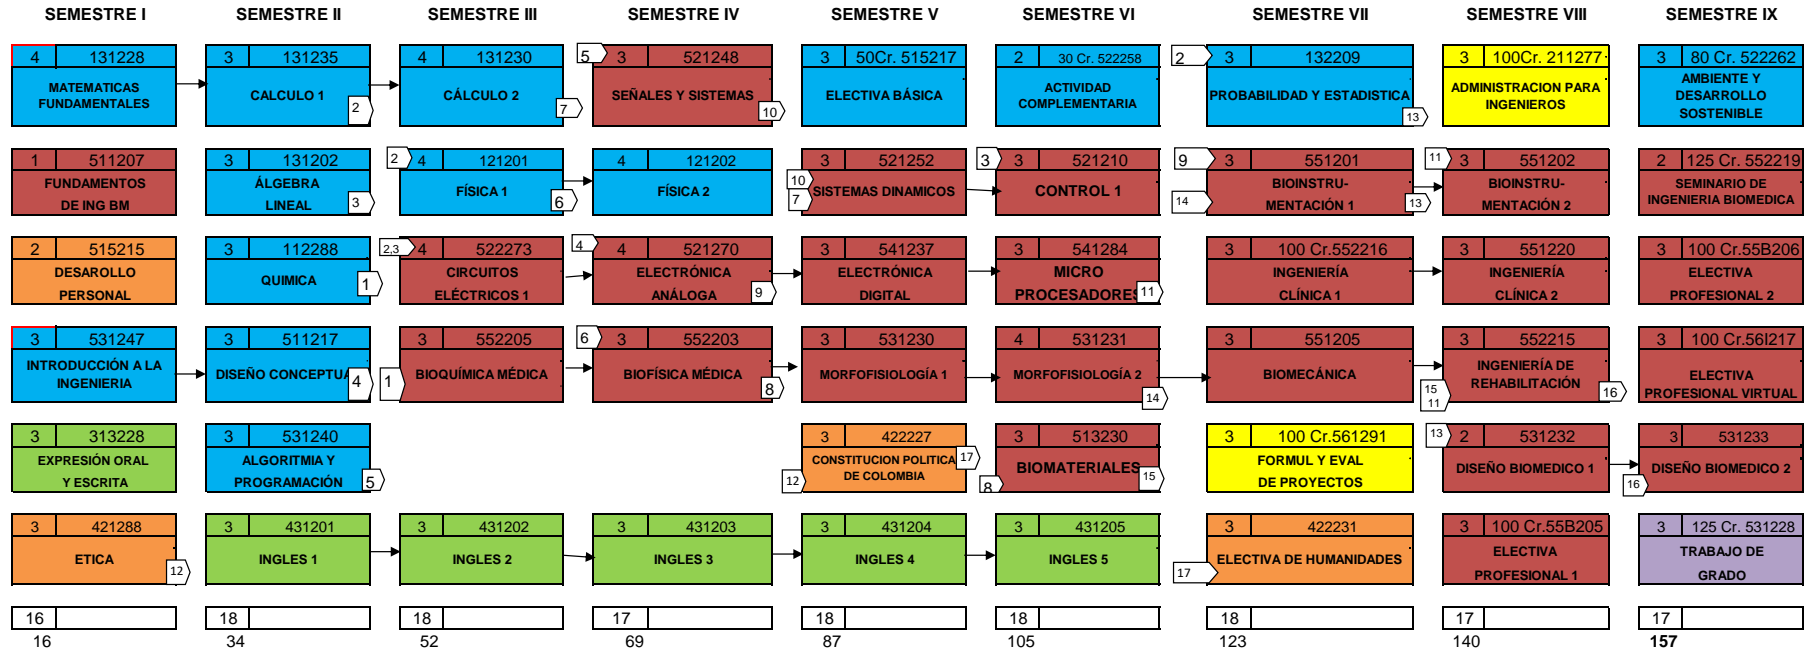 SEMESTRE I SEMESTRE II SEMESTRE III SEMESTRE IV SEMESTRE V SEMESTRE VI SEMESTRE VII SEMESTRE VIII SEMESTRE IX
4 131228
MATEMATICAS
FUNDAMENTALES
3 131235
CALCULO 1
2
4 131230
CÁLCULO 2
7
5
3 521248
SEÑALES Y SISTEMAS
10
3 50Cr. 515217
ELECTIVA BÁSICA
2 30 Cr. 522258
ACTIVIDAD
COMPLEMENTARIA
2
3 132209
PROBABILIDAD Y ESTADISTICA
13
3 100Cr. 211277
ADMINISTRACION PARA
INGENIEROS
3 80 Cr. 522262
AMBIENTE Y
DESARROLLO
SOSTENIBLE
1 511207
FUNDAMENTOS
DE ING BM
3 131202
ÁLGEBRA
LINEAL
3
2
4 121201
FÍSICA 1
6
4 121202
FÍSICA 2
3 521252
10
7
SISTEMAS DINAMICOS
3
3 521210
CONTROL 1
9
3 551201
BIOINSTRU-
MENTACIÓN 1
14
13
11
3 551202
BIOINSTRU-
MENTACIÓN 2
2 125 Cr. 552219
SEMINARIO DE
INGENIERIA BIOMEDICA
2 515215
DESAROLLO
PERSONAL
3 112288
QUIMICA
1
2,3
4 522273
CIRCUITOS
ELÉCTRICOS 1
4
4 521270
ELECTRÓNICA
ANÁLOGA
9
3 541237
ELECTRÓNICA
DIGITAL
3 541284
MICRO
PROCESADORES
11
3 100 Cr.552216
INGENIERÍA
CLÍNICA 1
3 551220
INGENIERÍA
CLÍNICA 2
3 100 Cr.55B206
ELECTIVA
PROFESIONAL 2
3 531247
INTRODUCCIÓN A LA
INGENIERIA
3 511217
DISEÑO CONCEPTUA
4
1
3 552205
BIOQUÍMICA MÉDICA
6
3 552203
BIOFÍSICA MÉDICA
8
3 531230
MORFOFISIOLOGÍA 1
4 531231
MORFOFISIOLOGÍA 2
14
3 551205
BIOMECÁNICA
3 552215
INGENIERÍA DE
REHABILITACIÓN
15
11
16
3 100 Cr.56I217
ELECTIVA
PROFESIONAL VIRTUAL
3 313228
EXPRESIÓN ORAL
Y ESCRITA
3 531240
ALGORITMIA Y
PROGRAMACIÓN
5
3 422227
CONSTITUCION POLITICA
DE COLOMBIA
17
12
3 513230
BIOMATERIALES
8
15
3 100 Cr.561291
FORMUL Y EVAL
DE PROYECTOS
13
2 531232
DISEÑO BIOMEDICO 1
3 531233
DISEÑO BIOMEDICO 2
16
3 421288
ETICA
12
3 431201
INGLES 1
3 431202
INGLES 2
3 431203
INGLES 3
3 431204
INGLES 4
3 431205
INGLES 5
3 422231
ELECTIVA DE HUMANIDADES
17
3 100 Cr.55B205
ELECTIVA
PROFESIONAL 1
3 125 Cr. 531228
TRABAJO DE
GRADO
16 18 18 17 18 18 18 17 17
16 34 52 69 87 105 123 140 157